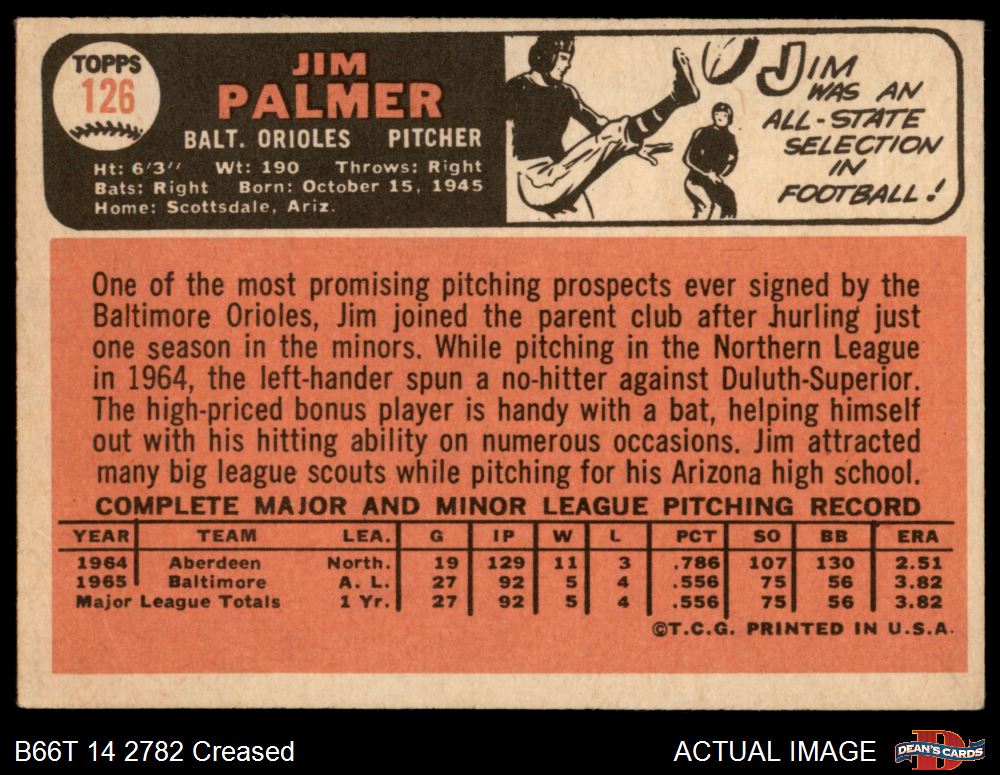 TOPPS
126
JIM
PALMER
BALT. ORIOLES PITCHER
Ht: 6'3" Wt: 190 Throws: Right
Bats: Right Born: October 15, 1945
Home: Scottsdale, Ariz.
JIM
WAS AN
ALL-STATE
SELECTION
IN
FOOTBALL!
One of the most promising pitching prospects ever signed by the
Baltimore Orioles, Jim joined the parent club after hurling just
one season in the minors. While pitching in the Northern League
in 1964, the left-hander spun a no-hitter against Duluth-Superior.
The high-priced bonus player is handy with a bat, helping himself
out with his hitting ability on numerous occasions. Jim attracted
many big league scouts while pitching for his Arizona high school.
COMPLETE MAJOR AND MINOR LEAGUE PITCHING RECORD
YEAR TEAM LEA. G IP W L PCT SO BB ERA
1964 Aberdeen North. 19 129 11 3 .786 107 130 2.51
1965 Baltimore A. L. 27 92 5 4 .556 75 56 3.82
Major League Totals 1 Yr. 27 92 5 4 .556 75 56 3.82
©T.C.G. PRINTED IN U.S.A.
B66T 14 2782 Creased
ACTUAL IMAGE
D
DEAN'S CARDS